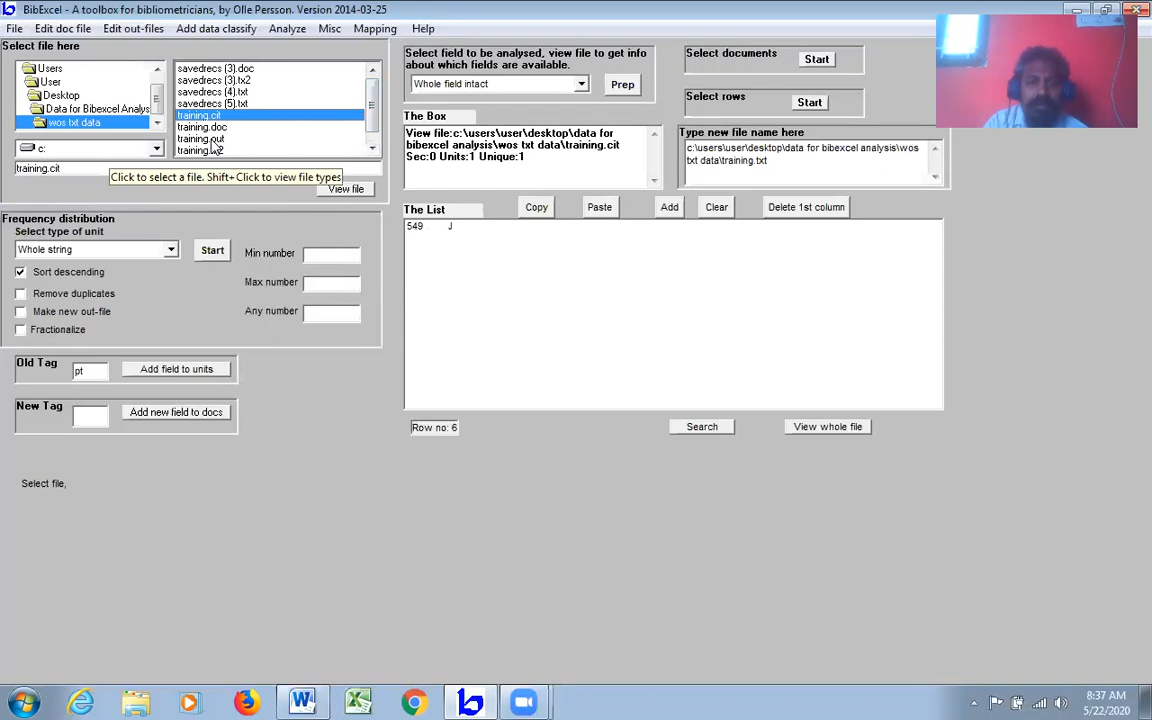 BibExcel - A toolbox for bibliometricians, by Olle Persson. Version 2014-03-25
File Edit doc file Edit out-files Add data classify Analyze Misc Mapping Help
Select file here
Users
User
Desktop
Data for Bibexcel Analys
wos txt data
c:
training.cit
savedrecs (3).doc
savedrecs (3).tx2
savedrecs (4).txt
savedrecs (5).txt
training.cit
training.doc
training.out
Click to select a file. Shift+Click to view file types
View file
Select field to be analysed, view file to get info
about which fields are available.
Whole field intact
Prep
Select documents
Start
Select rows
Start
The Box
View file:c:\users\user\desktop\data for
bibexcel analysis\wos txt data\training.cit
Sec:0 Units:1 Unique:1
Type new file name here
c:\users\user\desktop\data for bibexcel analysis\wos
txt data\training.txt
The List
Copy
Paste
Add
Clear
Delete 1st column
549 J
Frequency distribution
Select type of unit
Whole string
Start
Sort descending
Remove duplicates
Make new out-file
Fractionalize
Min number
Max number
Any number
Old Tag
pt
Add field to units
New Tag
Add new field to docs
Row no: 6
Search
View whole file
Select file,
8:37 AM
5/22/2020